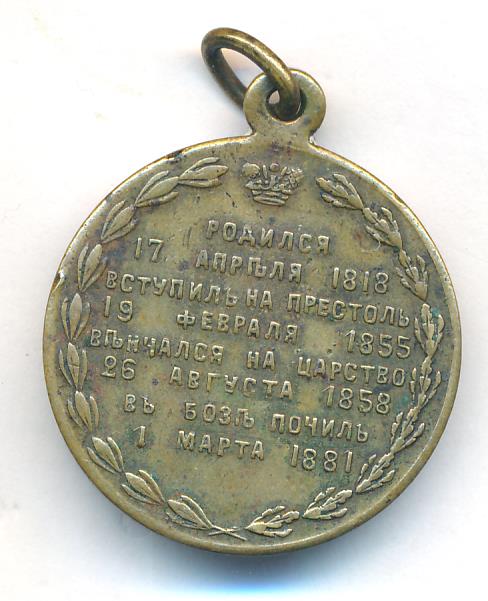 РОДИЛСЯ
17 АПРѢЛЯ 1818
ВСТУПИЛЪ НА ПРЕСТОЛЪ
19 ФЕВРАЛЯ 1855
ВѢНЧАЛСЯ НА ЦАРСТВО
26 АВГУСТА 1858
ВЪ БОЗѢ ПОЧИЛЪ
1 МАРТА 1881